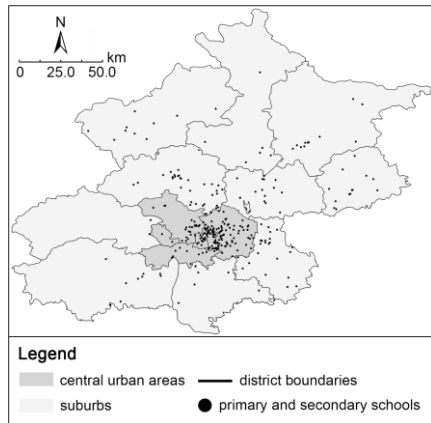 N
km
0 25.0 50.0
Legend
central urban areas
district boundaries
suburbs
primary and secondary schools